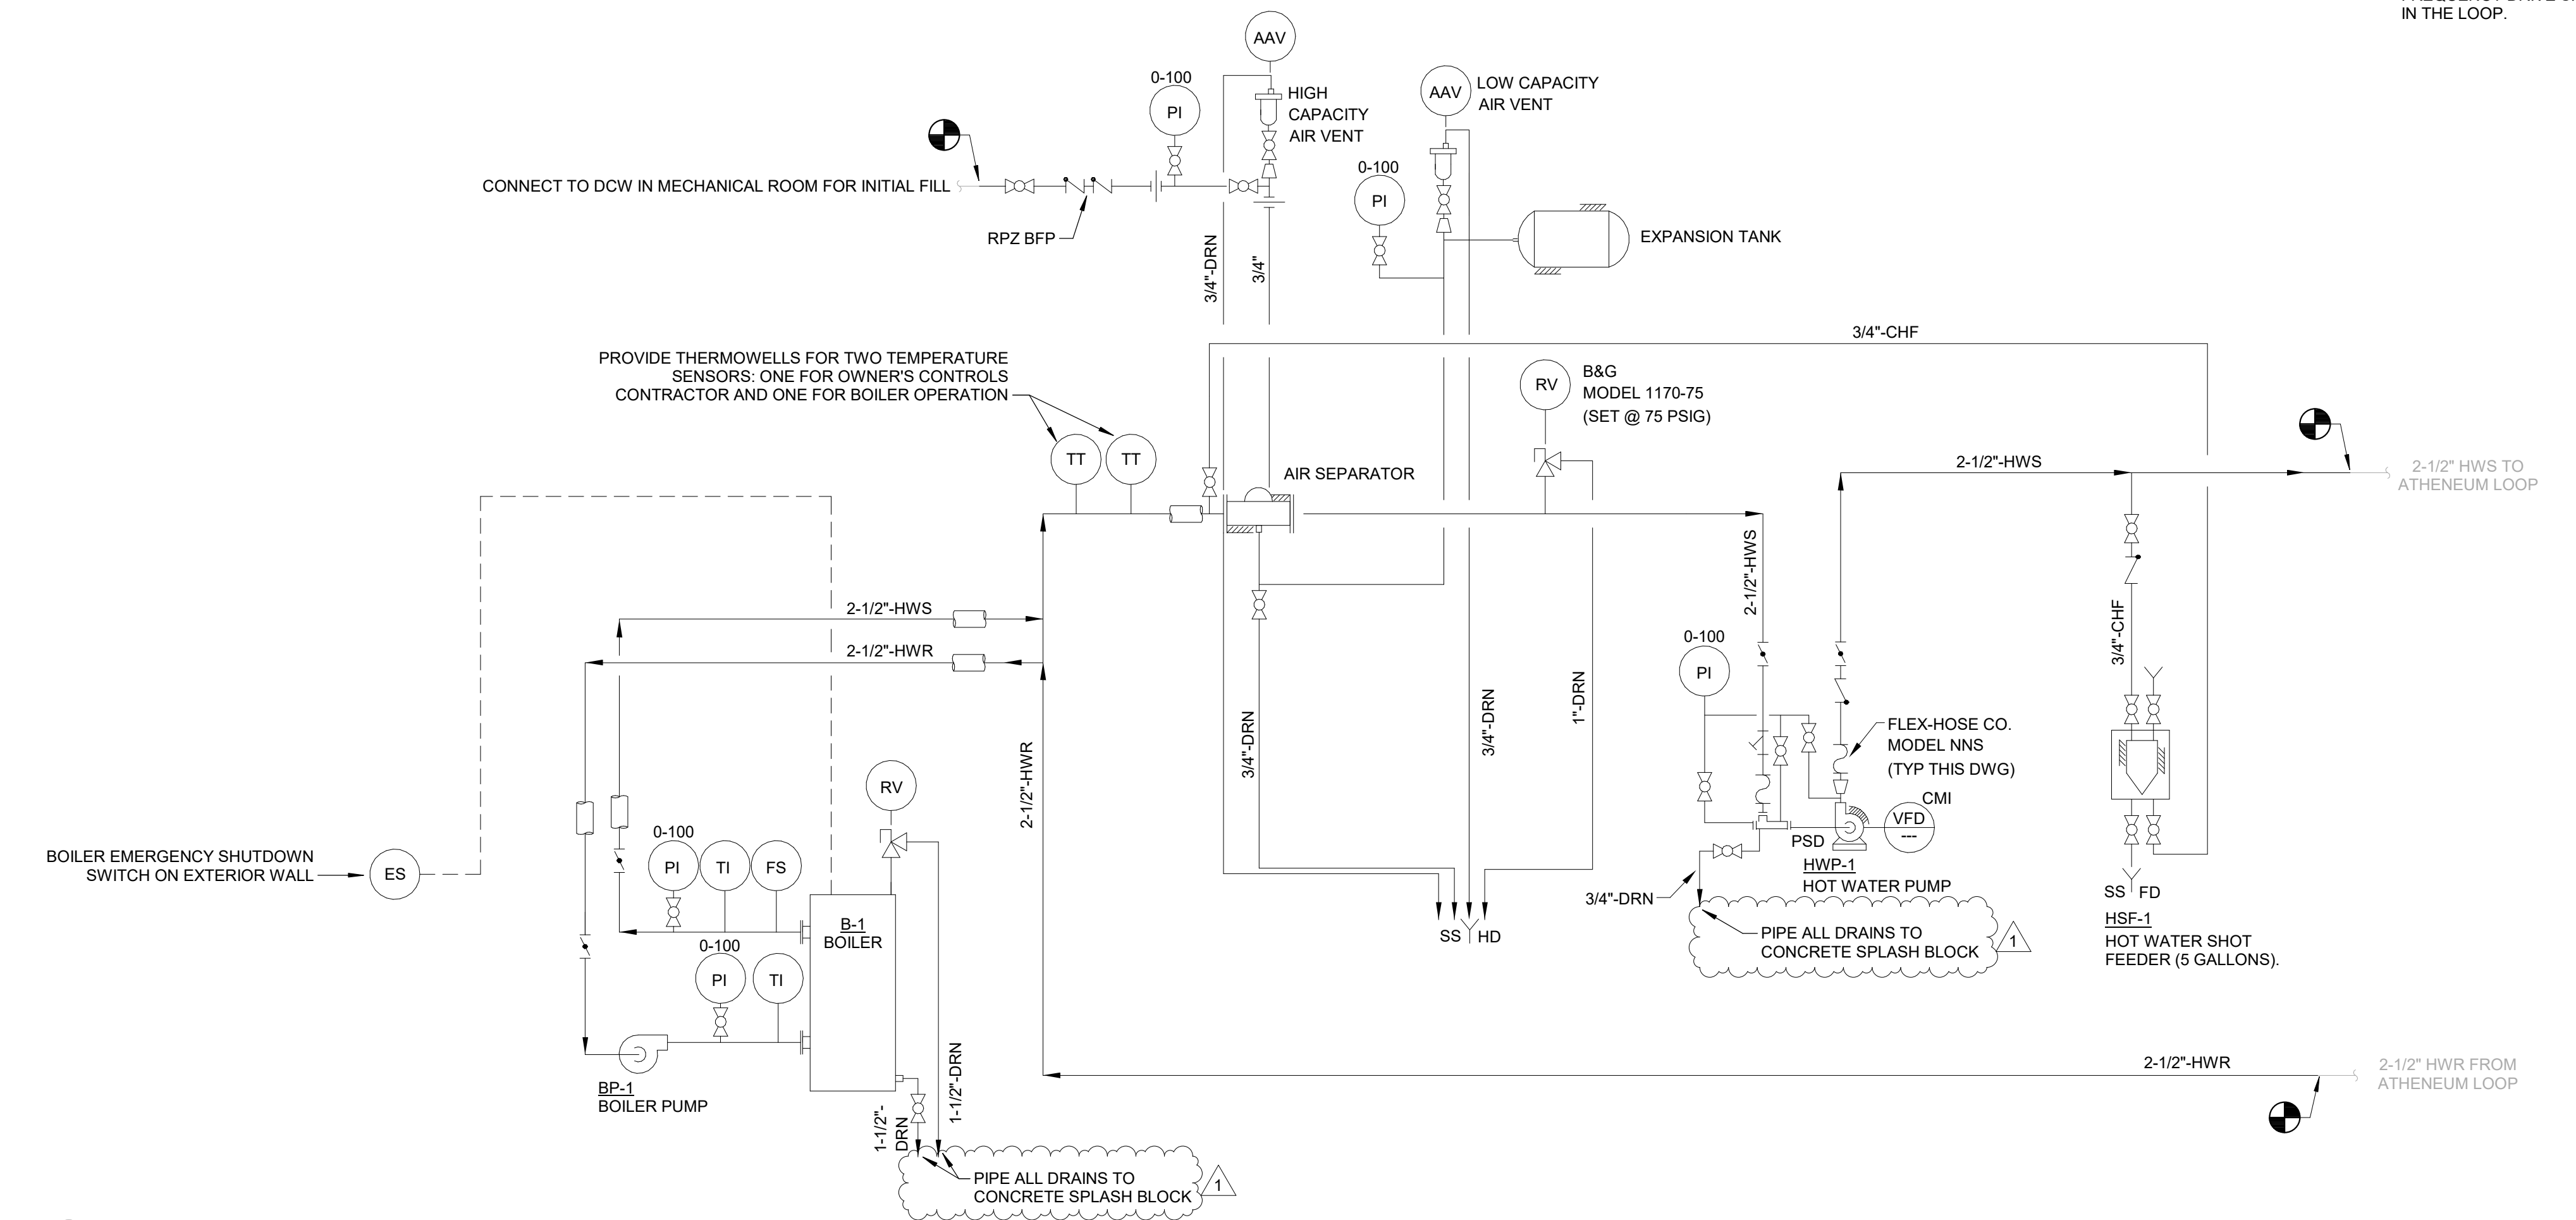 IN THE LOOP.
AAV
0-100
PI
HIGH
CAPACITY
AIR VENT
AAV
LOW CAPACITY
AIR VENT
CONNECT TO DCW IN MECHANICAL ROOM FOR INITIAL FILL
RPZ BFP
0-100
PI
EXPANSION TANK
3/4"-DRN
3/4"
3/4"-CHF
PROVIDE THERMOWELLS FOR TWO TEMPERATURE
SENSORS: ONE FOR OWNER'S CONTROLS
CONTRACTOR AND ONE FOR BOILER OPERATION
TT
TT
RV
B&G
MODEL 1170-75
(SET @ 75 PSIG)
AIR SEPARATOR
2-1/2"-HWS
2-1/2" HWS TO
ATHENEUM LOOP
2-1/2"-HWS
2-1/2"-HWS
2-1/2"-HWR
3/4"-CHF
0-100
PI
3/4"-DRN
3/4"-DRN
1"-DRN
2-1/2"-HWR
FLEX-HOSE CO.
MODEL NNS
(TYP THIS DWG)
CMI
VFD
---
PSD
HWP-1
HOT WATER PUMP
RV
0-100
PI
TI
FS
BOILER EMERGENCY SHUTDOWN
SWITCH ON EXTERIOR WALL
ES
B-1
BOILER
0-100
PI
TI
BP-1
BOILER PUMP
SS
HD
3/4"-DRN
PIPE ALL DRAINS TO
CONCRETE SPLASH BLOCK
1
SS
FD
HSF-1
HOT WATER SHOT
FEEDER (5 GALLONS).
2-1/2"-HWR
2-1/2" HWR FROM
ATHENEUM LOOP
1-1/2"-
DRN
1-1/2"-DRN
PIPE ALL DRAINS TO
CONCRETE SPLASH BLOCK
1